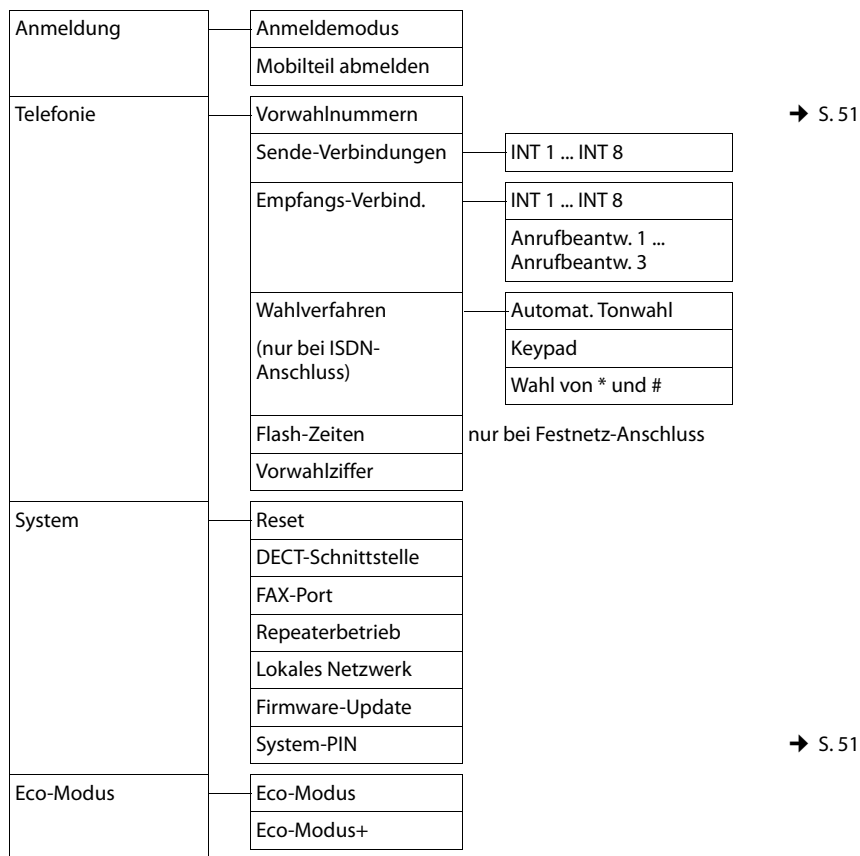 Anmeldung
Anmeldemodus
Mobilteil abmelden
Telefonie
Vorwahlnummern
➔ S. 51
Sende-Verbindungen
INT 1 ... INT 8
Empfangs-Verbind.
INT 1 ... INT 8
Anrufbeantw. 1 ...
Anrufbeantw. 3
Wahlverfahren
(nur bei ISDN-
Anschluss)
Automat. Tonwahl
Keypad
Wahl von * und #
Flash-Zeiten
nur bei Festnetz-Anschluss
Vorwahlziffer
System
Reset
DECT-Schnittstelle
FAX-Port
Repeaterbetrieb
Lokales Netzwerk
Firmware-Update
System-PIN
➔ S. 51
Eco-Modus
Eco-Modus
Eco-Modus+